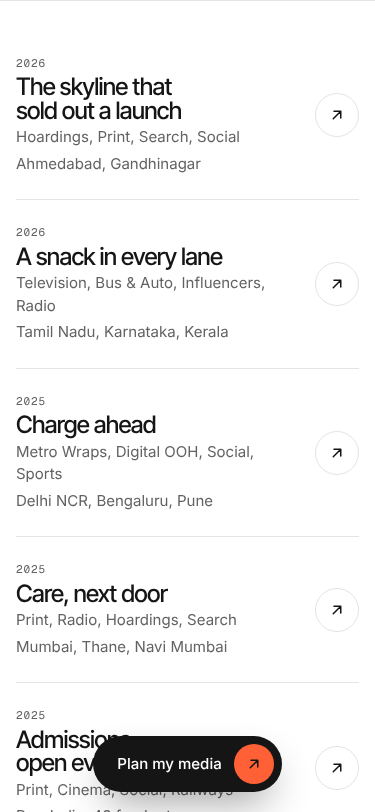 2026
The skyline that
sold out a launch
Hoardings, Print, Search, Social
Ahmedabad, Gandhinagar
2026
A snack in every lane
Television, Bus & Auto, Influencers,
Radio
Tamil Nadu, Karnataka, Kerala
2025
Charge ahead
Metro Wraps, Digital OOH, Social,
Sports
Delhi NCR, Bengaluru, Pune
2025
Care, next door
Print, Radio, Hoardings, Search
Mumbai, Thane, Navi Mumbai
2025
Admissions
open
Plan my media
Print, Cinema, Social, Railways